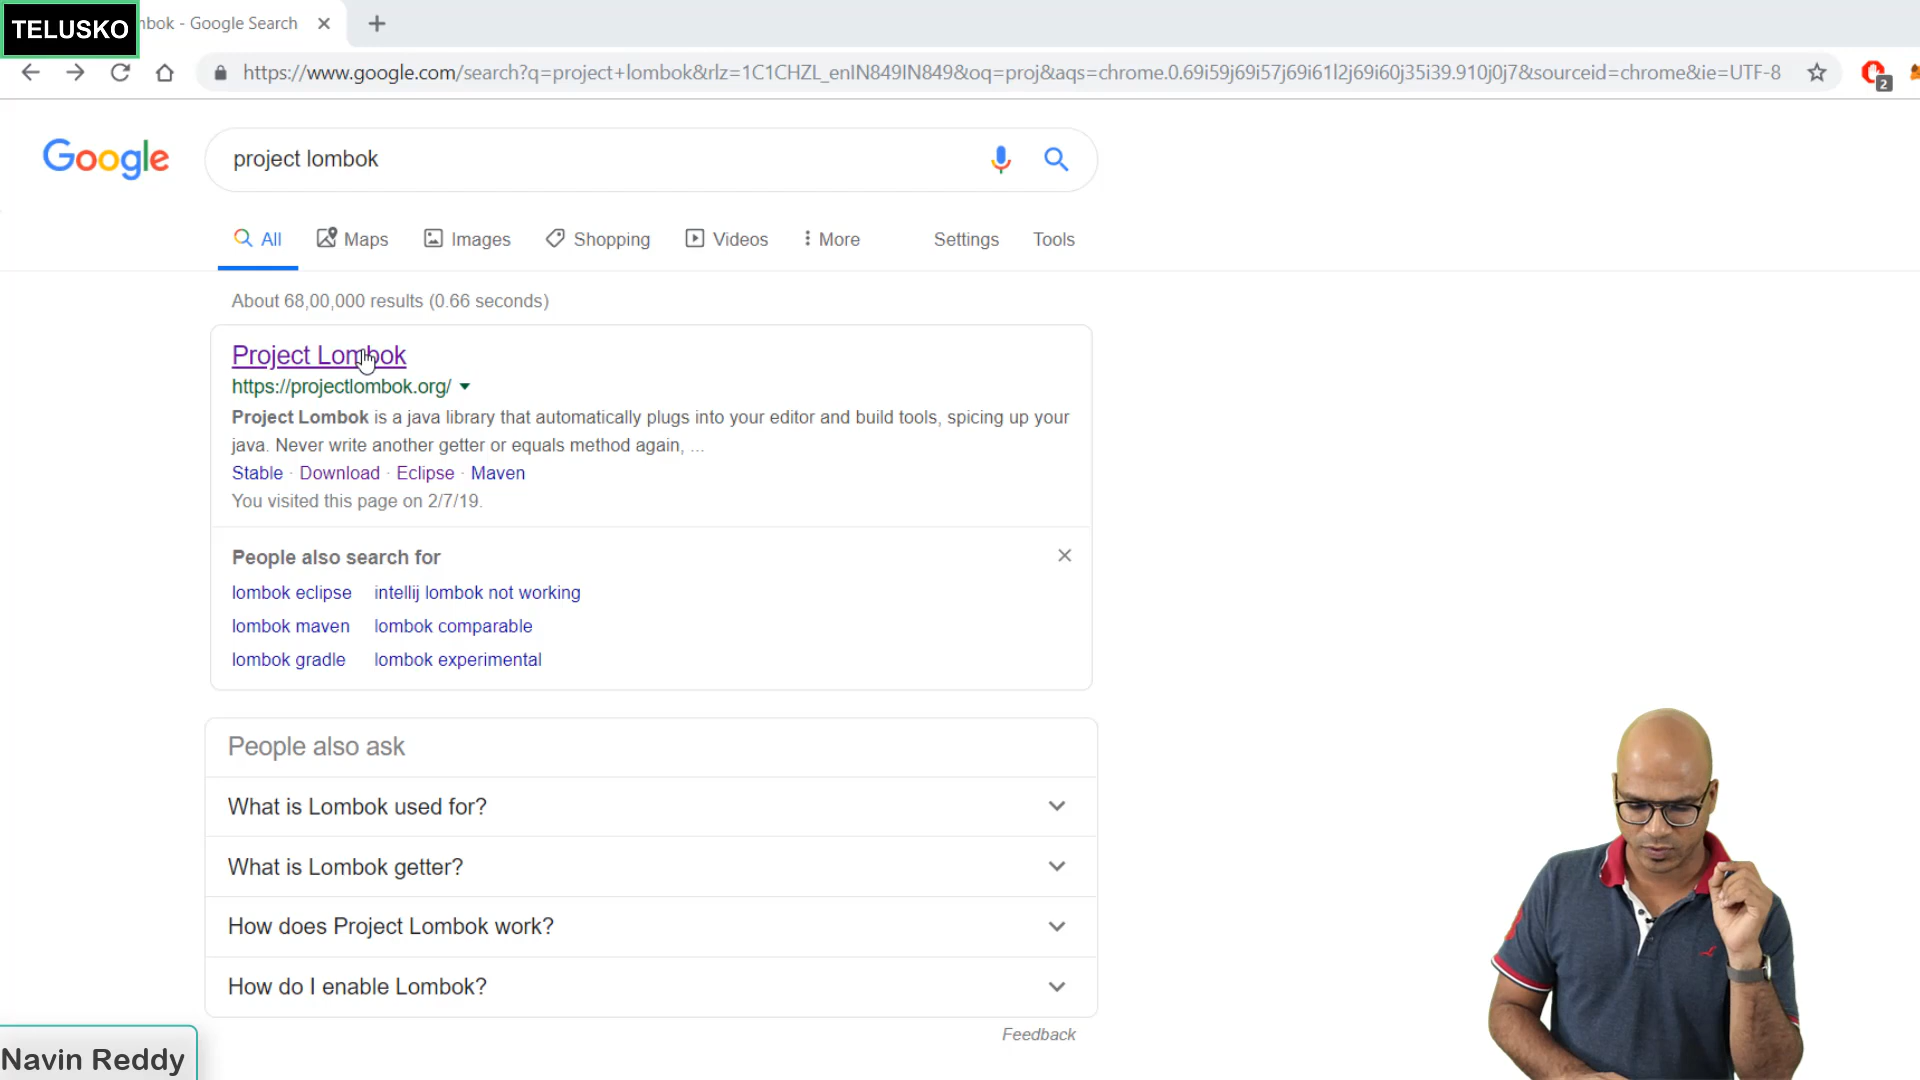 TELUSKO
bok - Google Search
https://www.google.com/search?q=project+lombok&rlz=1C1CHZL_enIN849IN849&oq=proj&aqs=chrome.0.69i59j69i57j69i61l2j69i60j35i39.910j0j7&sourceid=chrome&ie=UTF-8
2
Google
project lombok
All Maps Images Shopping Videos More Settings Tools
About 68,00,000 results (0.66 seconds)
Project Lombok
https://projectlombok.org/
Project Lombok is a java library that automatically plugs into your editor and build tools, spicing up your
java. Never write another getter or equals method again, ...
Stable · Download · Eclipse · Maven
You visited this page on 2/7/19.
People also search for
lombok eclipse intellij lombok not working
lombok maven lombok comparable
lombok gradle lombok experimental
People also ask
What is Lombok used for?
What is Lombok getter?
How does Project Lombok work?
How do I enable Lombok?
Feedback
Navin Reddy